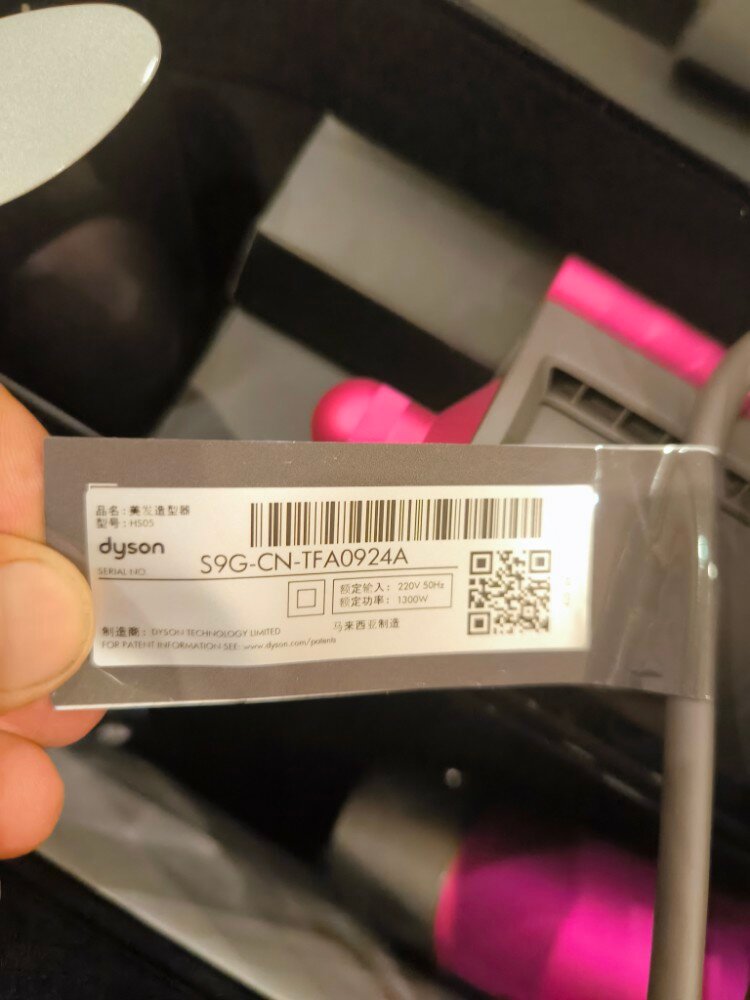 品名：美发造型器
型号：HS05
dyson
S9G-CN-TFA0924A
SERIAL NO.
额定输入：220V 50Hz
额定功率：1300W
制造商：DYSON TECHNOLOGY LIMITED
马来西亚制造
FOR PATENT INFORMATION SEE: www.dyson.com/patents